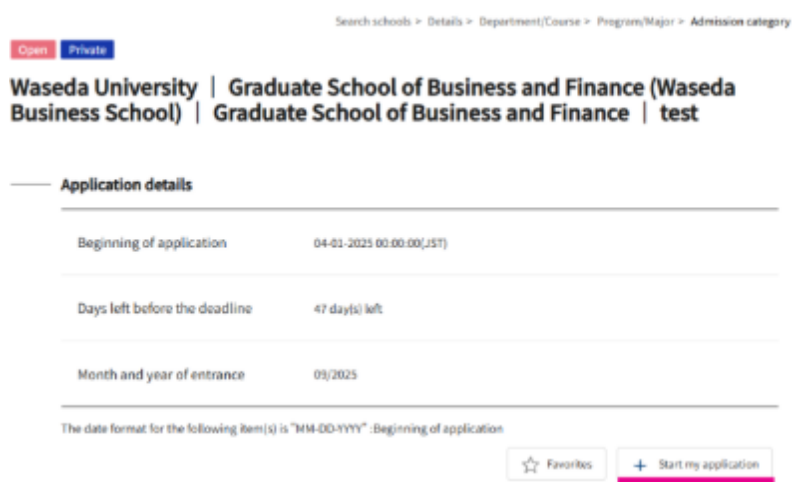 Search schools > Details > Department/Course > Program/Major > Admission category
Open Private
Waseda University | Graduate School of Business and Finance (Waseda
Business School) | Graduate School of Business and Finance | test
Application details
Beginning of application 04-01-2025 00:00:00(JST)
Days left before the deadline 47 day(s) left
Month and year of entrance 09/2025
The date format for the following item(s) is "MM-DD-YYYY" :Beginning of application
Favorites + Start my application